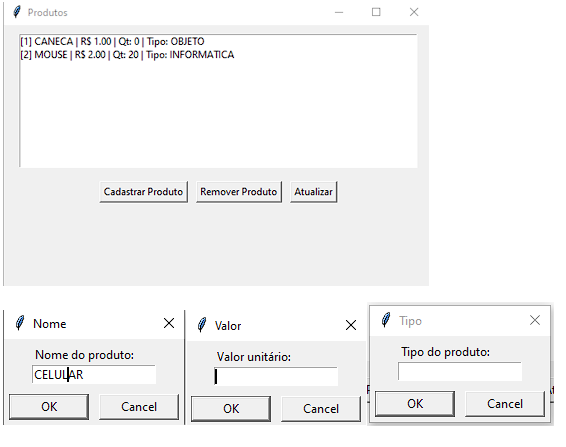 Produtos
[1] CANECA | R$ 1.00 | Qt: 0 | Tipo: OBJETO
[2] MOUSE | R$ 2.00 | Qt: 20 | Tipo: INFORMATICA
Cadastrar Produto Remover Produto Atualizar
Nome Valor Tipo
Nome do produto: Valor unitário: Tipo do produto:
CELULAR
OK Cancel OK Cancel OK Cancel